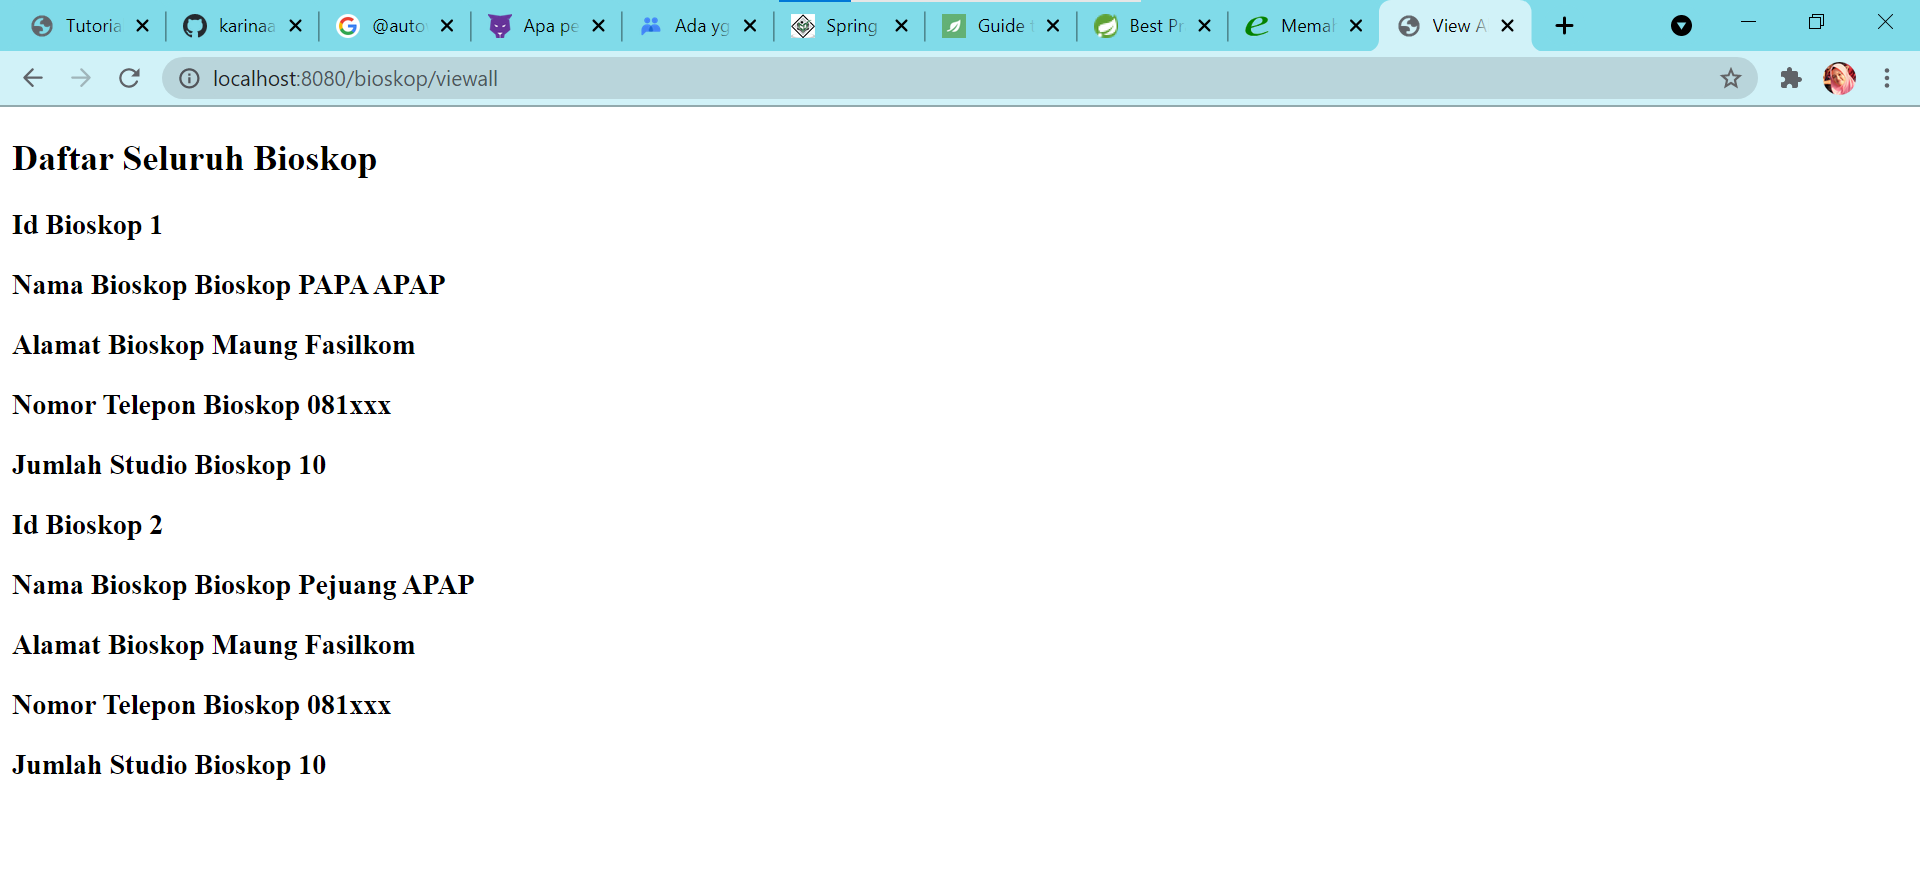 Tutoria
karinaa
@auto
Apa pe
Ada yg
Spring
Guide
Best Pr
Memah
View A
localhost:8080/bioskop/viewall
Daftar Seluruh Bioskop
Id Bioskop 1
Nama Bioskop Bioskop PAPA APAP
Alamat Bioskop Maung Fasilkom
Nomor Telepon Bioskop 081xxx
Jumlah Studio Bioskop 10
Id Bioskop 2
Nama Bioskop Bioskop Pejuang APAP
Alamat Bioskop Maung Fasilkom
Nomor Telepon Bioskop 081xxx
Jumlah Studio Bioskop 10